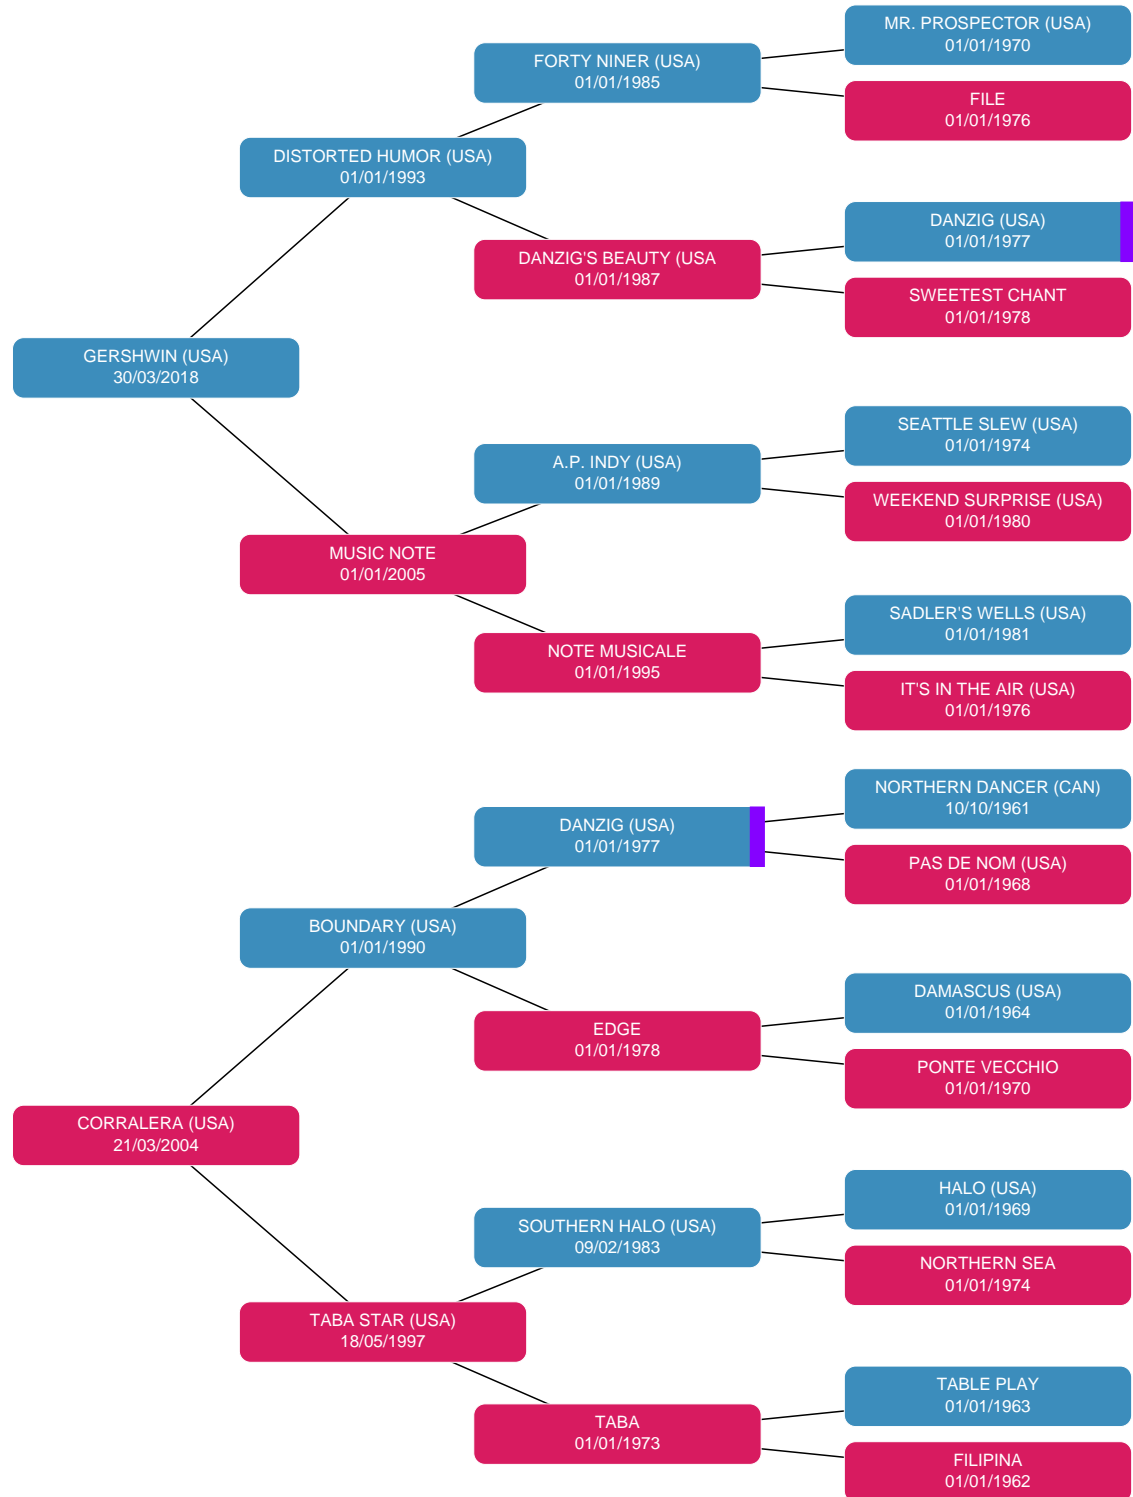 MR. PROSPECTOR (USA)
01/01/1970
FORTY NINER (USA)
01/01/1985
FILE
01/01/1976
DISTORTED HUMOR (USA)
01/01/1993
DANZIG (USA)
01/01/1977
DANZIG'S BEAUTY (USA
01/01/1987
SWEETEST CHANT
01/01/1978
GERSHWIN (USA)
30/03/2018
SEATTLE SLEW (USA)
01/01/1974
A.P. INDY (USA)
01/01/1989
WEEKEND SURPRISE (USA)
01/01/1980
MUSIC NOTE
01/01/2005
SADLER'S WELLS (USA)
01/01/1981
NOTE MUSICALE
01/01/1995
IT'S IN THE AIR (USA)
01/01/1976
NORTHERN DANCER (CAN)
10/10/1961
DANZIG (USA)
01/01/1977
PAS DE NOM (USA)
01/01/1968
BOUNDARY (USA)
01/01/1990
DAMASCUS (USA)
01/01/1964
EDGE
01/01/1978
PONTE VECCHIO
01/01/1970
CORRALERA (USA)
21/03/2004
HALO (USA)
01/01/1969
SOUTHERN HALO (USA)
09/02/1983
NORTHERN SEA
01/01/1974
TABA STAR (USA)
18/05/1997
TABLE PLAY
01/01/1963
TABA
01/01/1973
FILIPINA
01/01/1962